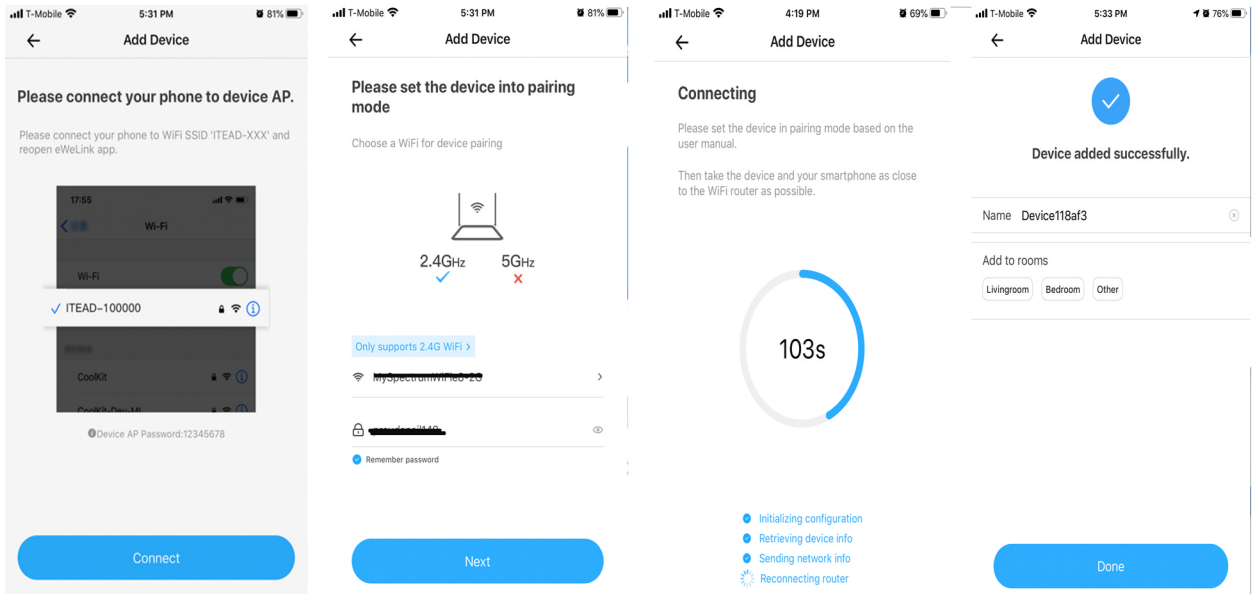 T-Mobile 5:31 PM 81%
Add Device
Please connect your phone to device AP.
Please connect your phone to WiFi SSID 'ITEAD-XXX' and
reopen eWeLink app.
17:55
Wi-Fi
Wi-Fi
ITEAD-100000
CoolKit
CoolKit-Dev-MI
Device AP Password:12345678
Connect
T-Mobile 5:31 PM 81%
Add Device
Please set the device into pairing
mode
Choose a WiFi for device pairing
2.4GHz 5GHz
Only supports 2.4G WiFi >
Remember password
Next
T-Mobile 4:19 PM 69%
Add Device
Connecting
Please set the device in pairing mode based on the
user manual.
Then take the device and your smartphone as close
to the WiFi router as possible.
103s
Initializing configuration
Retrieving device info
Sending network info
Reconnecting router
T-Mobile 5:33 PM 76%
Add Device
Device added successfully.
Name Device118af3
Add to rooms
Livingroom Bedroom Other
Done